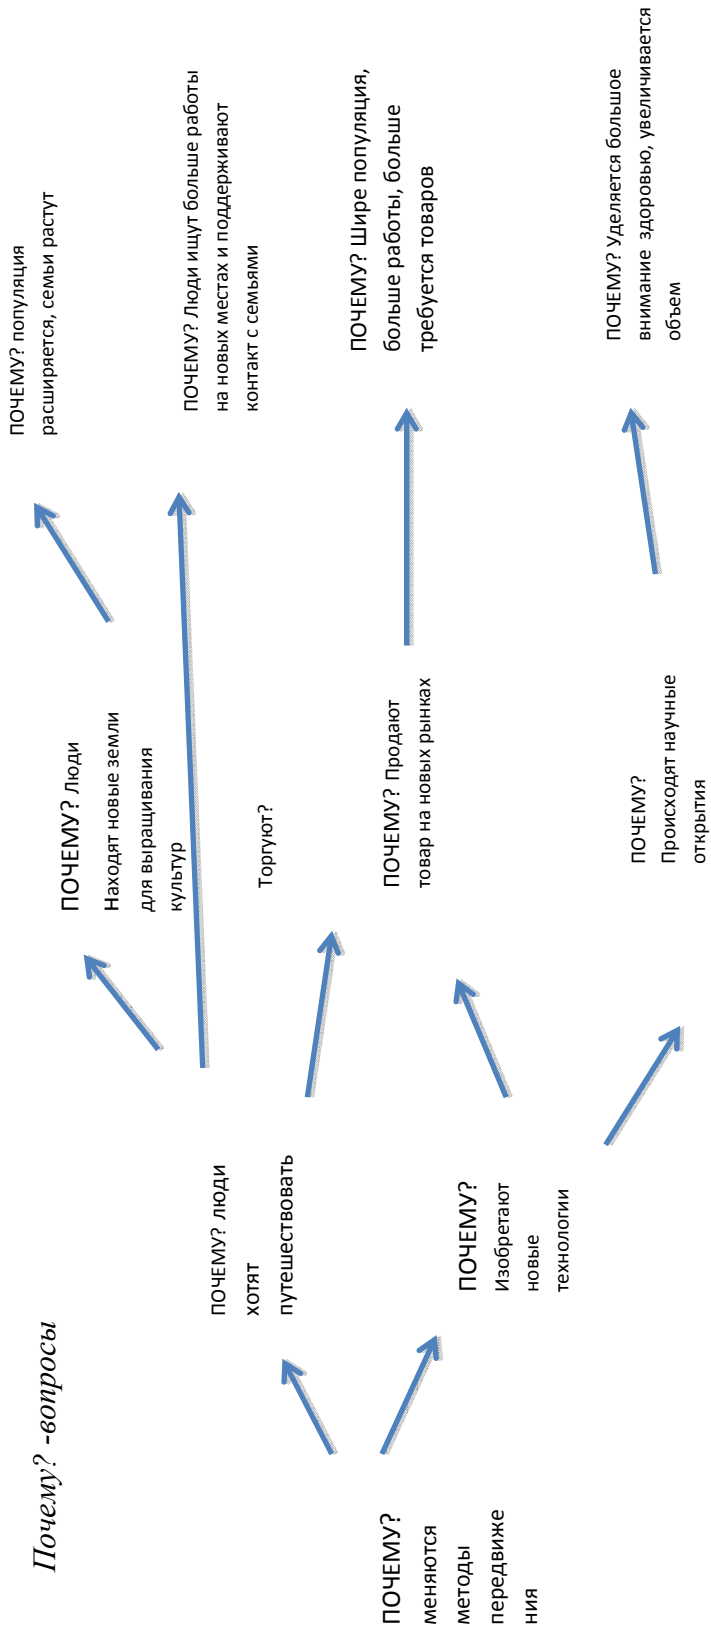 Почему? -вопросы
ПОЧЕМУ?
меняются
методы
передвиже
ния
ПОЧЕМУ? люди
хотят
путешествовать
ПОЧЕМУ?
Изобретают
новые
технологии
ПОЧЕМУ? Люди
Находят новые земли
для выращивания
культур
Торгуют?
ПОЧЕМУ? Продают
товар на новых рынках
ПОЧЕМУ?
Происходят научные
открытия
ПОЧЕМУ? популяция
расширяется, семьи растут
ПОЧЕМУ? Люди ищут больше работы
на новых местах и поддерживают
контакт с семьями
ПОЧЕМУ? Шире популяция,
больше работы, больше
требуется товаров
ПОЧЕМУ? Уделяется большое
внимание здоровью, увеличивается
объем